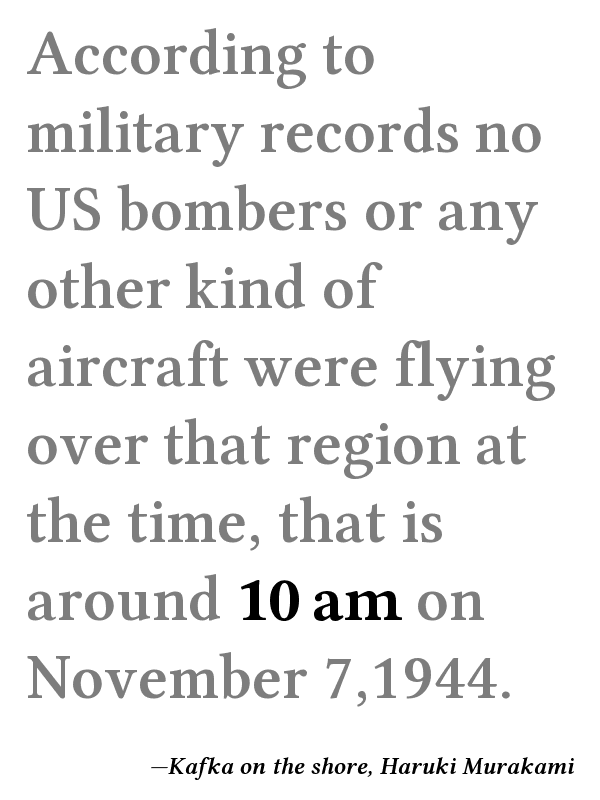 According to
military records no
US bombers or any
other kind of
aircraft were flying
over that region at
the time, that is
around 10 am on
November 7,1944.
—Kafka on the shore, Haruki Murakami